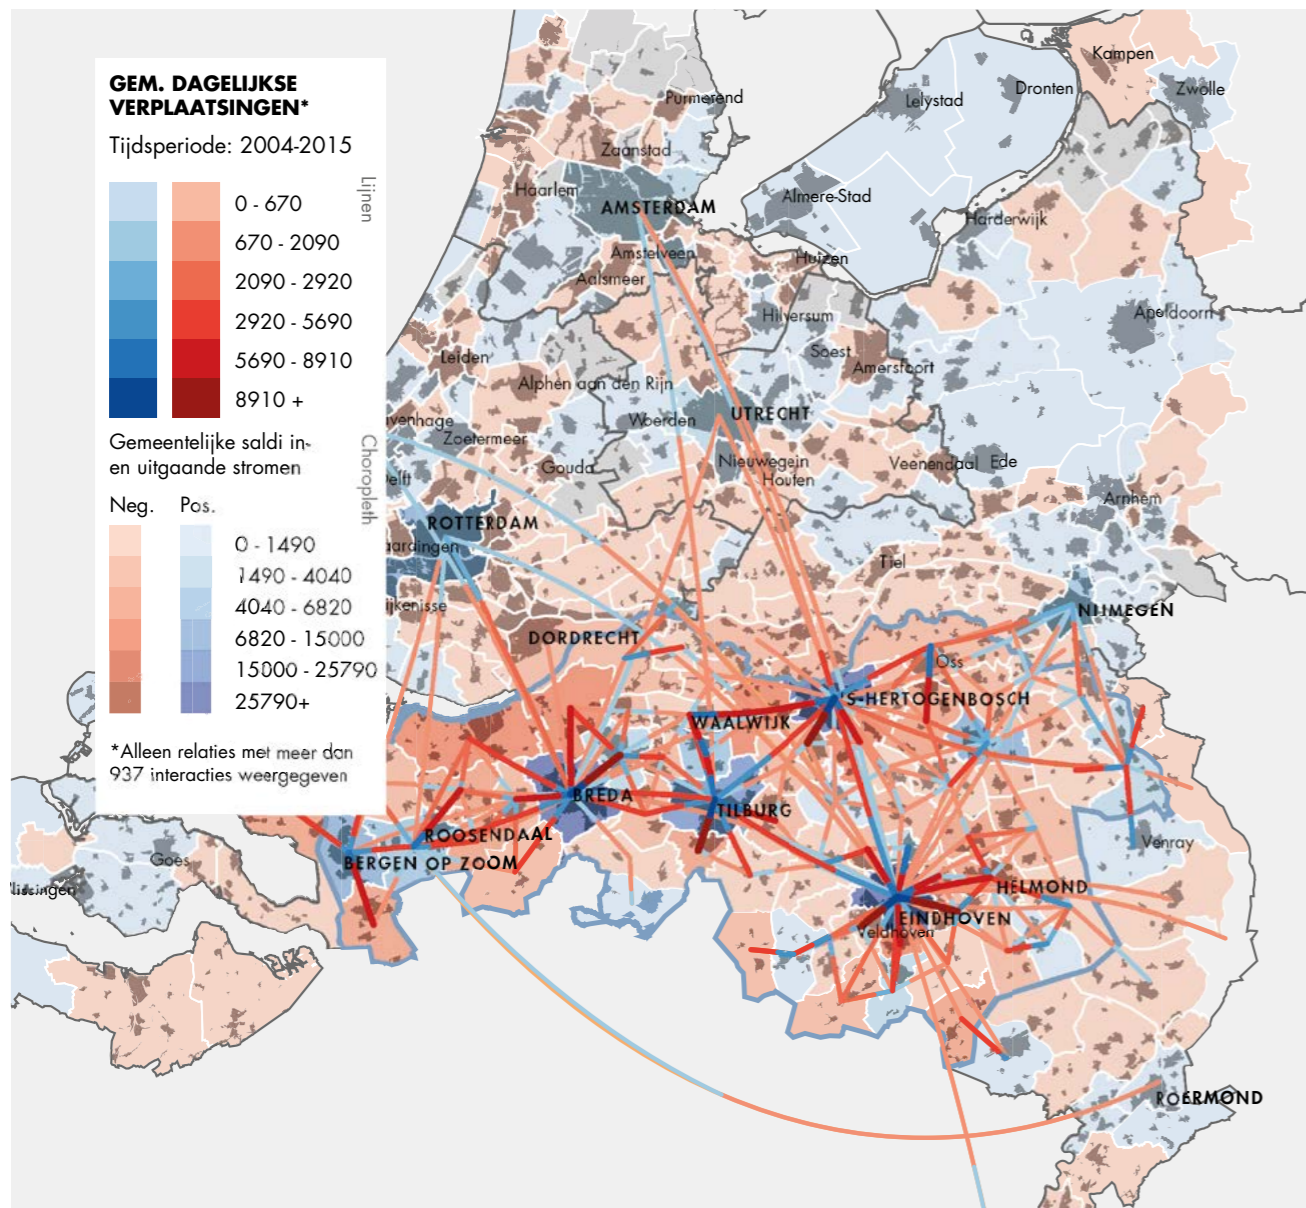 GEM. DAGELIJKSE
VERPLAATSINGEN*
Tijdsperiode: 2004-2015
Lijnen
0 - 670
670 - 2090
2090 - 2920
2920 - 5690
5690 - 8910
8910 +
Gemeentelijke saldi in-
en uitgaande stromen
Choropleth
Neg. Pos.
0 - 1490
1490 - 4040
4040 - 6820
6820 - 15000
15000 - 25790
25790+
*Alleen relaties met meer dan
937 interacties weergegeven
Kampen
Zwolle
Dronten
Lelystad
Purmerend
Zaanstad
Haarlem
AMSTERDAM
Almere-Stad
Harderwijk
Amstelveen
Huizen
Aalsmeer
Hilversum
Apeldoorn
Leiden
Soest
Amersfoort
Alphen aan den Rijn
Woerden
UTRECHT
venhage
Zoetermeer
Gouda
Nieuwegein
Houten
Veenendaal
Ede
elft
Arnhem
ROTTERDAM
aardingen
Tiel
ijkenisse
NIJMEGEN
DORDRECHT
Oss
'S-HERTOGENBOSCH
WAALWIJK
BREDA
TILBURG
ROOSENDAAL
BERGEN OP ZOOM
Goes
Venray
lissingen
HELMOND
EINDHOVEN
Veldhoven
ROERMOND